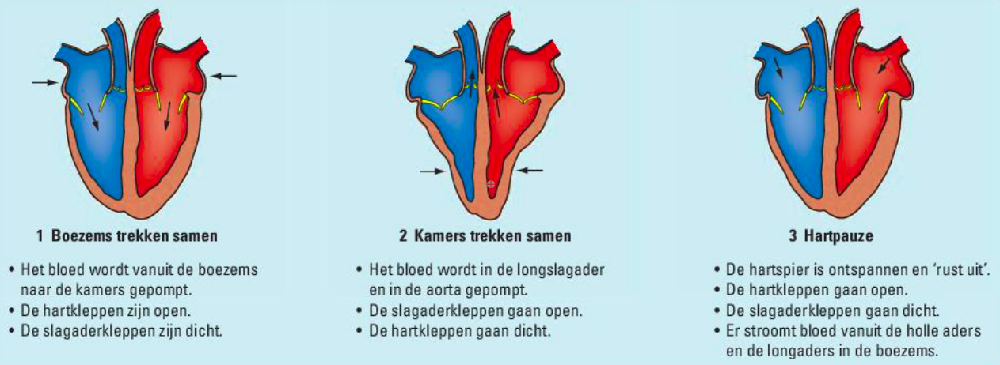 1 Boezems trekken samen
• Het bloed wordt vanuit de boezems
naar de kamers gepompt.
• De hartkleppen zijn open.
• De slagaderkleppen zijn dicht.
2 Kamers trekken samen
• Het bloed wordt in de longslagader
en in de aorta gepompt.
• De slagaderkleppen gaan open.
• De hartkleppen gaan dicht.
3 Hartpauze
• De hartspier is ontspannen en ‘rust uit’.
• De hartkleppen gaan open.
• De slagaderkleppen gaan dicht.
• Er stroomt bloed vanuit de holle aders
en de longaders in de boezems.